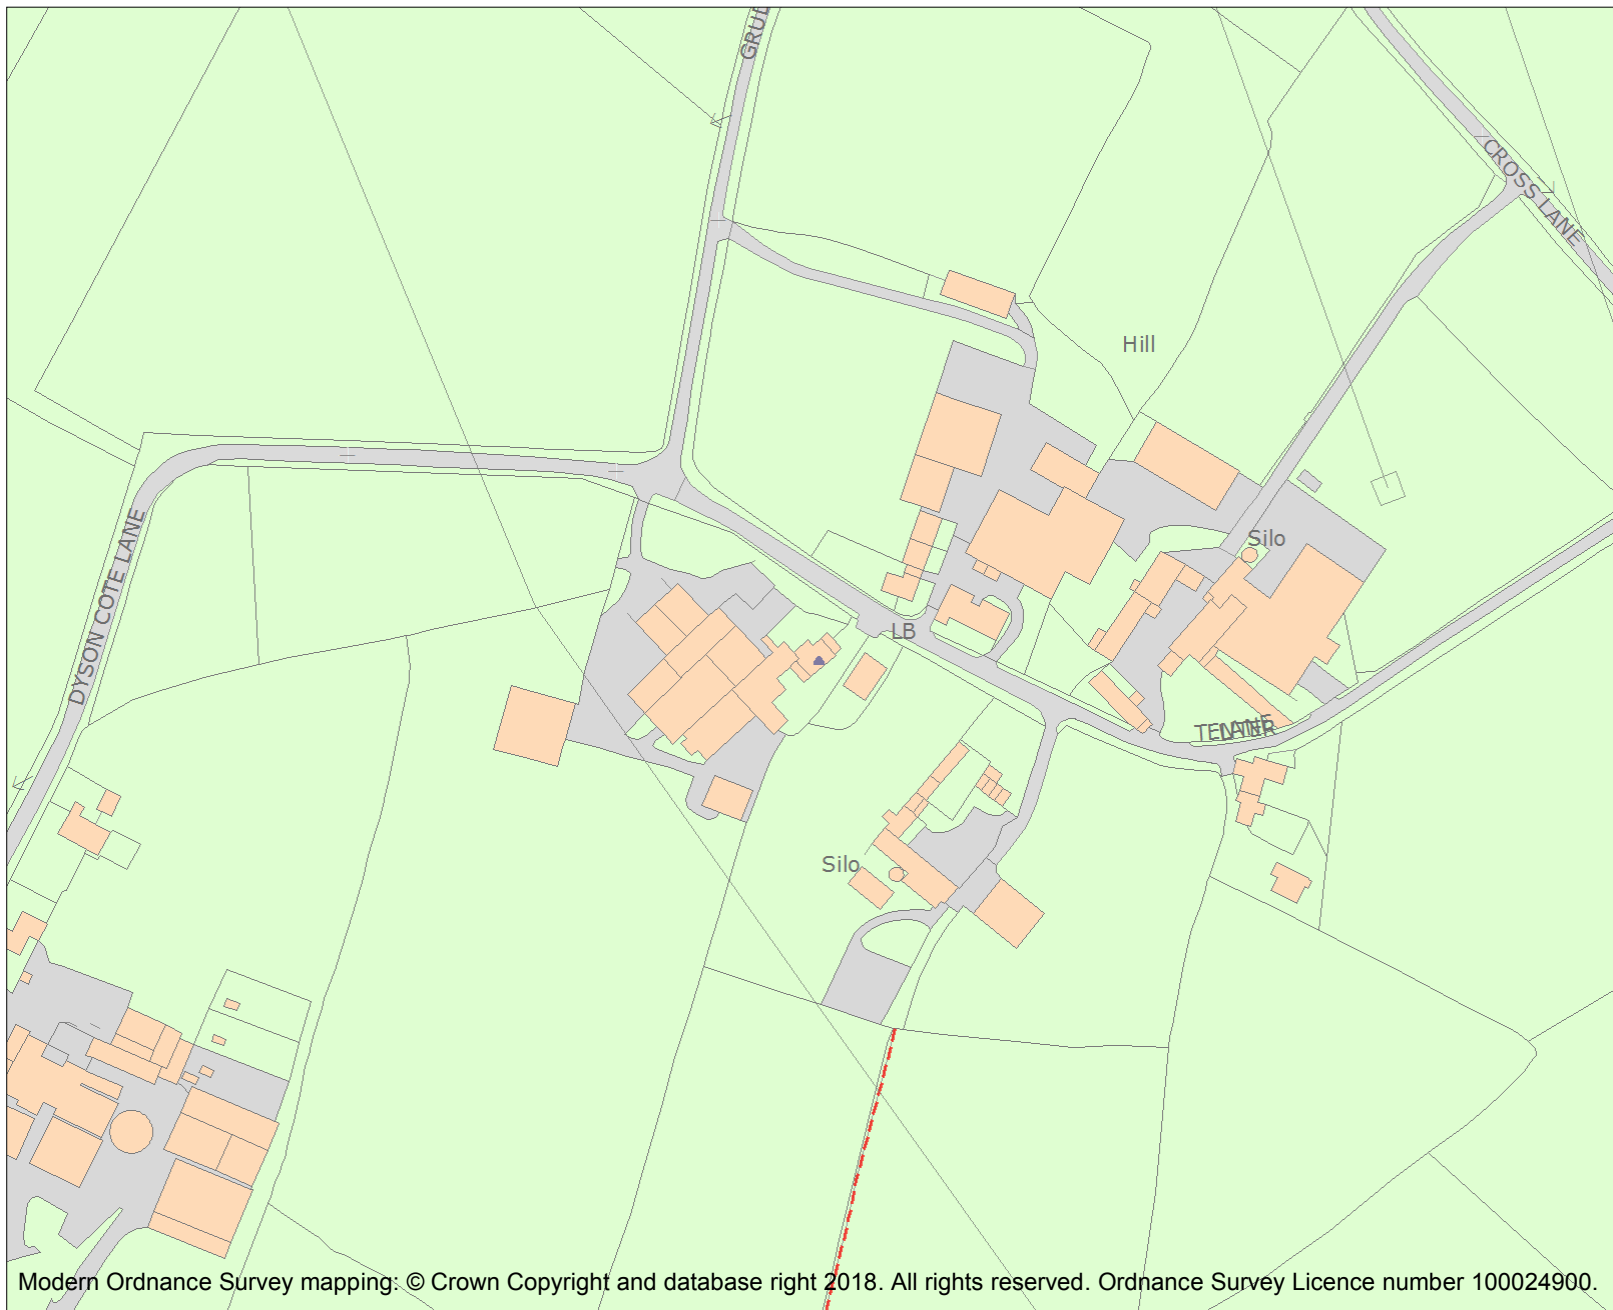 GRUD
CROSS LANE
Hill
DYSON COTE LANE
Silo
LB
Silo
Modern Ordnance Survey mapping: © Crown Copyright and database right 2018. All rights reserved. Ordnance Survey Licence number 100024900.